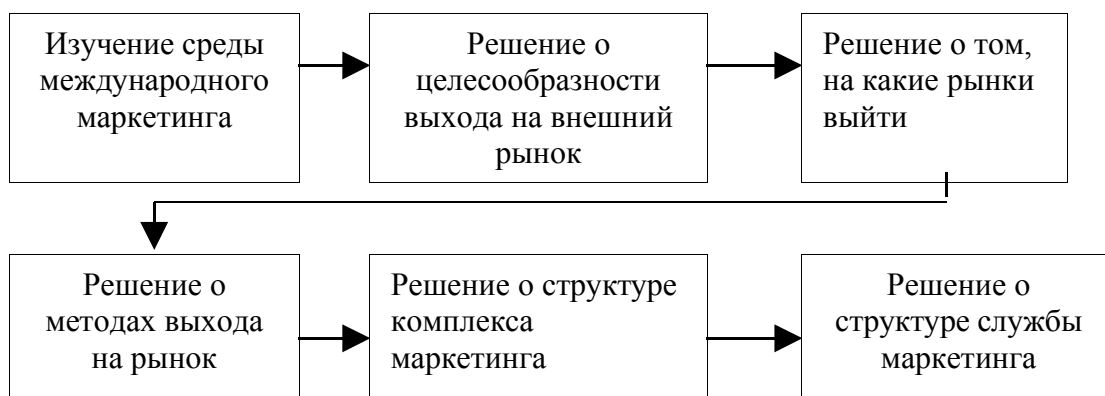 Изучение среды
международного
маркетинга
Решение о
целесообразности
выхода на внешний
рынок
Решение о том,
на какие рынки
выйти
Решение о
методах выхода
на рынок
Решение о структуре
комплекса
маркетинга
Решение о
структуре службы
маркетинга